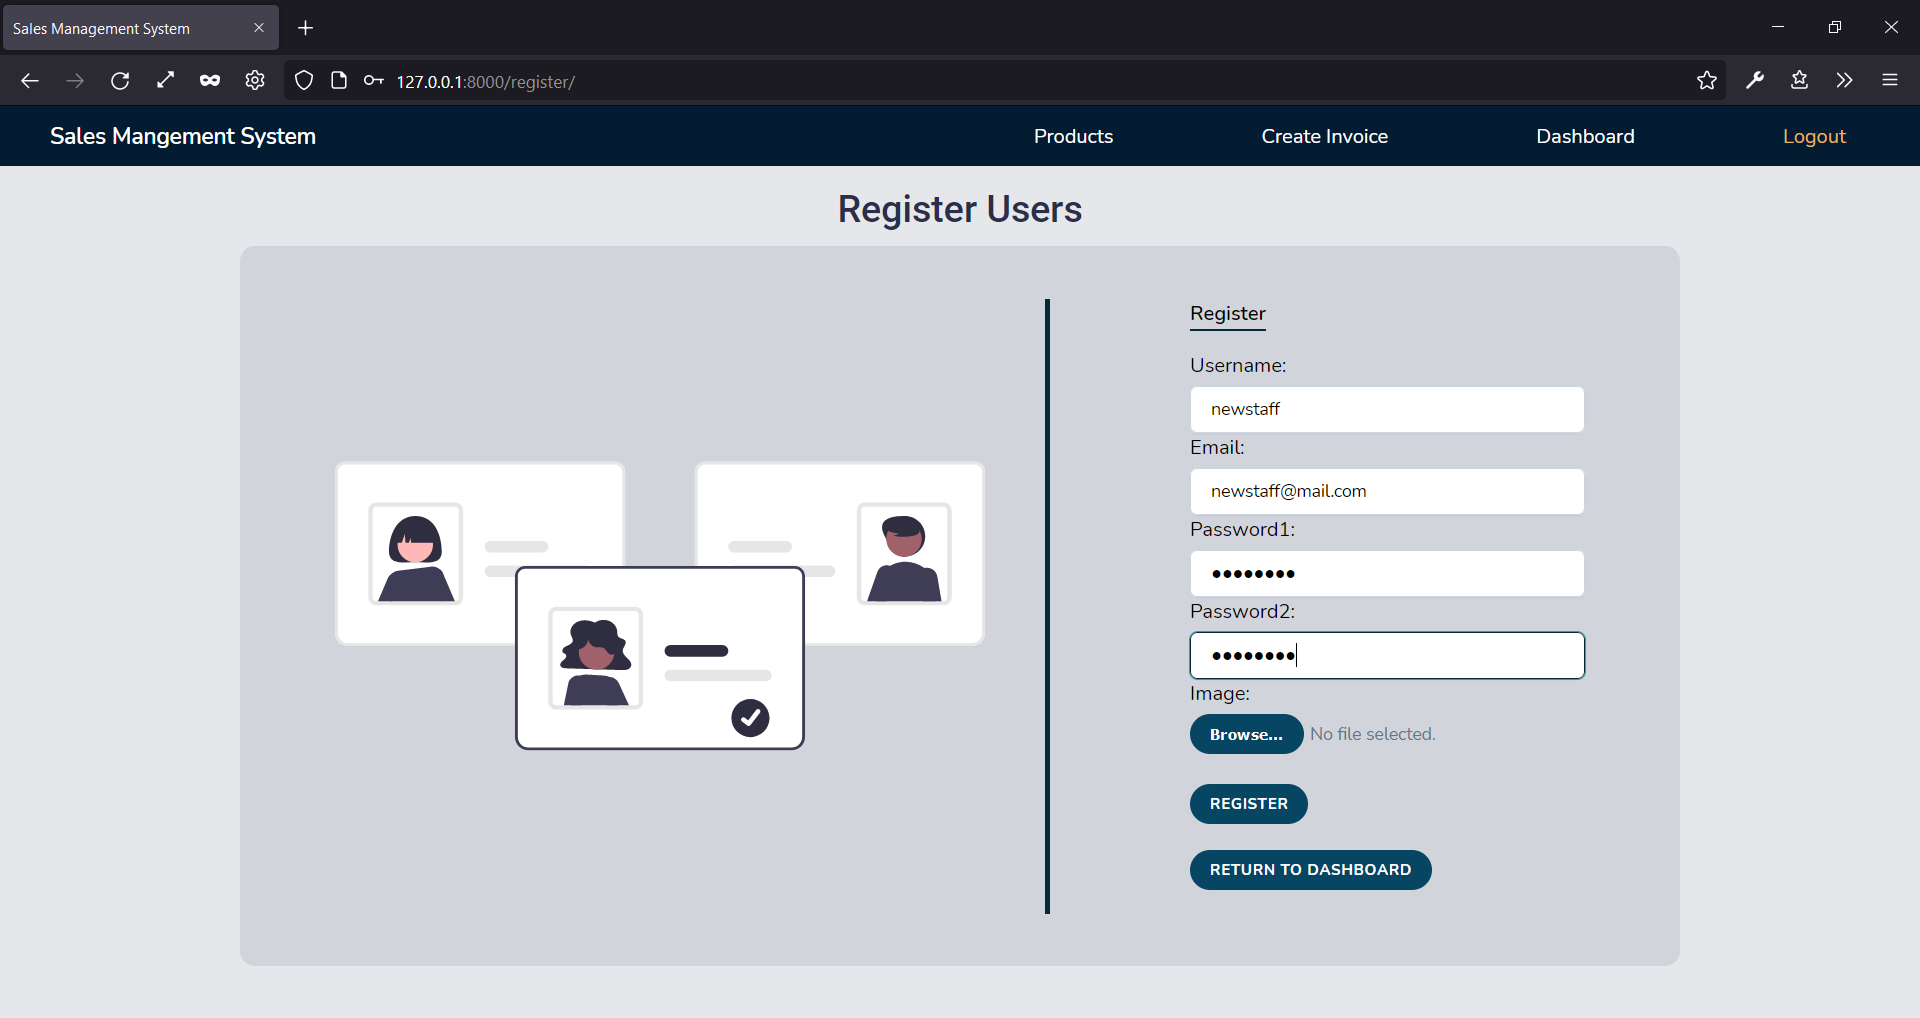 Sales Management System
127.0.0.1:8000/register/
Sales Mangement System
Products
Create Invoice
Dashboard
Logout
Register Users
Register
Username:
newstaff
Email:
newstaff@mail.com
Password1:
••••••••
Password2:
••••••••
Image:
Browse... No file selected.
REGISTER
RETURN TO DASHBOARD